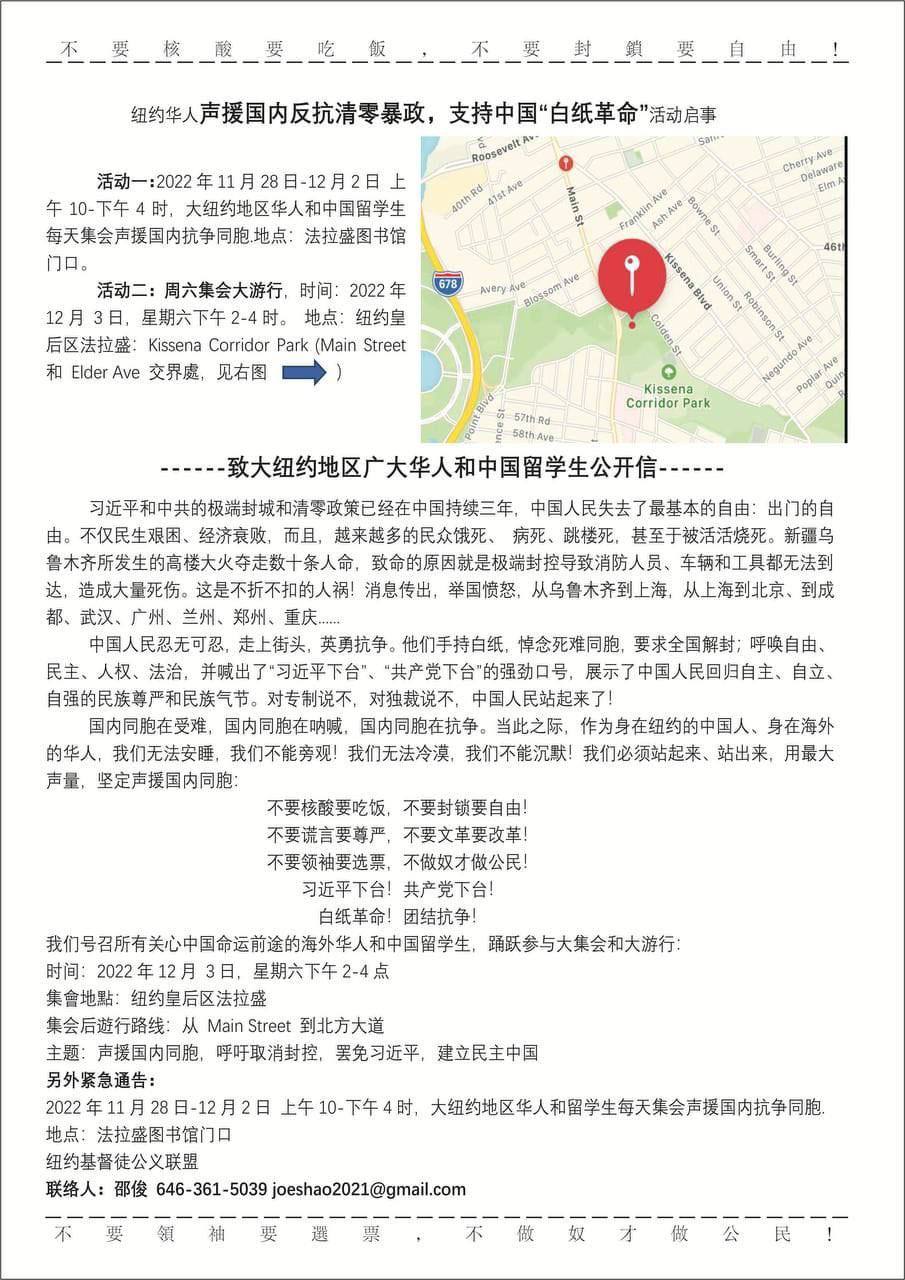 不要核酸要吃飯，不要封鎖要自由！
纽约华人声援国内反抗清零暴政，支持中国“白纸革命”活动启事
活动一：2022 年 11 月 28 日-12 月 2 日 上
午 10-下午 4 时，大纽约地区华人和中国留学生
每天集会声援国内抗争同胞.地点：法拉盛图书馆
门口。
活动二：周六集会大游行，时间：2022 年
12 月 3 日，星期六下午 2-4 时。 地点：纽约皇
后区法拉盛：Kissena Corridor Park (Main Street
和 Elder Ave 交界處，见右图 )
Roosevelt Ave
40th Rd
41st Ave
Main St
Franklin Ave
Ash Ave
Bowne St
Cherry Ave
Delaware
Elm A
46th
678
Avery Ave
Blossom Ave
Kissena Blvd
Burling St
Smart St
Union St
Robinson St
Colden St
Negundo Ave
Poplar Ave
Kissena
Corridor Park
Point Blvd
57th Rd
58th Ave
------致大纽约地区广大华人和中国留学生公开信------
习近平和中共的极端封城和清零政策已经在中国持续三年，中国人民失去了最基本的自由：出门的自
由。不仅民生艰困、经济衰败，而且，越来越多的民众饿死、 病死、跳楼死，甚至于被活活烧死。新疆乌
鲁木齐所发生的高楼大火夺走数十条人命，致命的原因就是极端封控导致消防人员、车辆和工具都无法到
达，造成大量死伤。这是不折不扣的人祸！消息传出，举国愤怒，从乌鲁木齐到上海，从上海到北京、到成
都、武汉、广州、兰州、郑州、重庆......
中国人民忍无可忍，走上街头，英勇抗争。他们手持白纸，悼念死难同胞，要求全国解封；呼唤自由、
民主、人权、法治，并喊出了“习近平下台”、“共产党下台”的强劲口号，展示了中国人民回归自主、自立、
自强的民族尊严和民族气节。对专制说不，对独裁说不，中国人民站起来了！
国内同胞在受难，国内同胞在呐喊，国内同胞在抗争。当此之际，作为身在纽约的中国人、身在海外
的华人，我们无法安睡，我们不能旁观！我们无法冷漠，我们不能沉默！我们必须站起来、站出来，用最大
声量，坚定声援国内同胞：
不要核酸要吃饭，不要封锁要自由！
不要谎言要尊严，不要文革要改革！
不要领袖要选票，不做奴才做公民！
习近平下台！共产党下台！
白纸革命！团结抗争！
我们号召所有关心中国命运前途的海外华人和中国留学生，踊跃参与大集会和大游行：
时间：2022 年 12 月 3 日，星期六下午 2-4 点
集會地點：纽约皇后区法拉盛
集会后遊行路线：从 Main Street 到北方大道
主题：声援国内同胞，呼吁取消封控，罢免习近平，建立民主中国
另外紧急通告：
2022 年 11 月 28 日-12 月 2 日 上午 10-下午 4 时，大纽约地区华人和留学生每天集会声援国内抗争同胞.
地点：法拉盛图书馆门口
纽约基督徒公义联盟
联络人：邵俊 646-361-5039 joeshao2021@gmail.com
不要領袖要選票，不做奴才做公民！